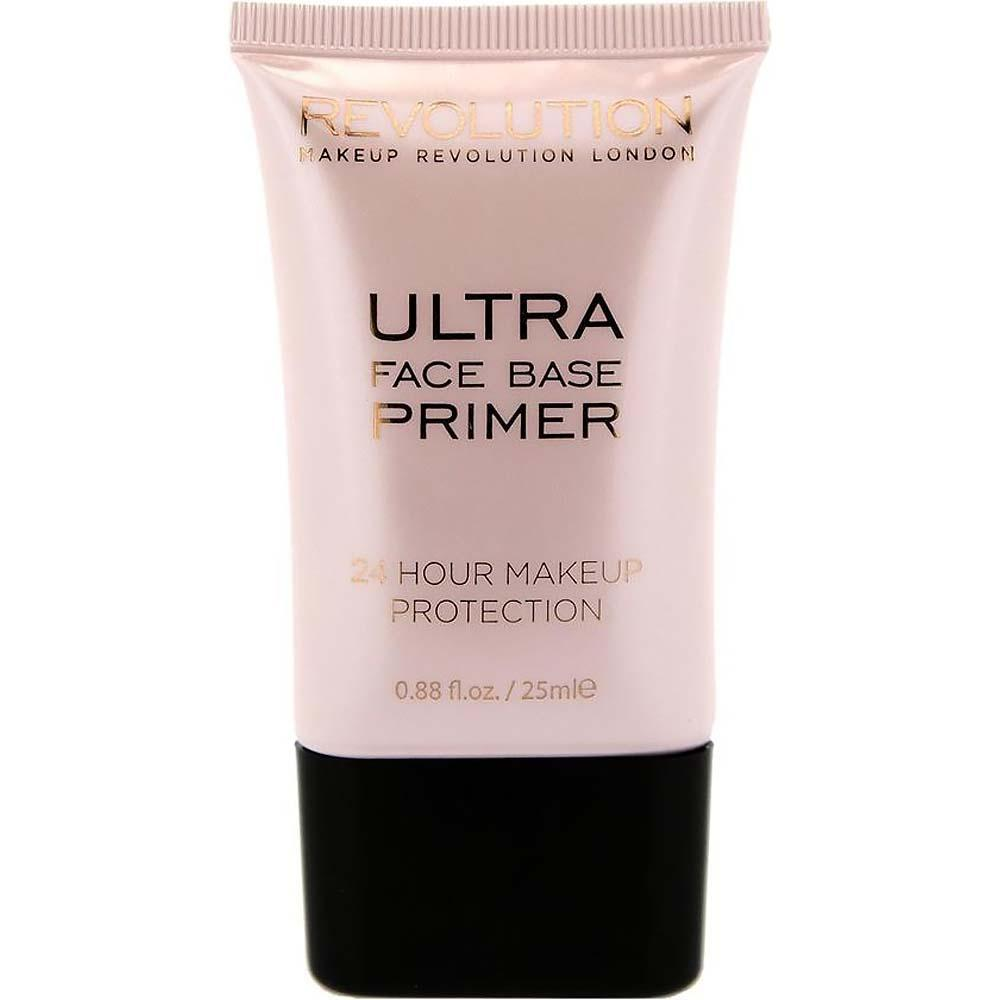 REVOLUTION
MAKEUP REVOLUTION LONDON
ULTRA
FACE BASE
PRIMER
24 HOUR MAKEUP
PROTECTION
0.88 fl.oz. / 25ml℮